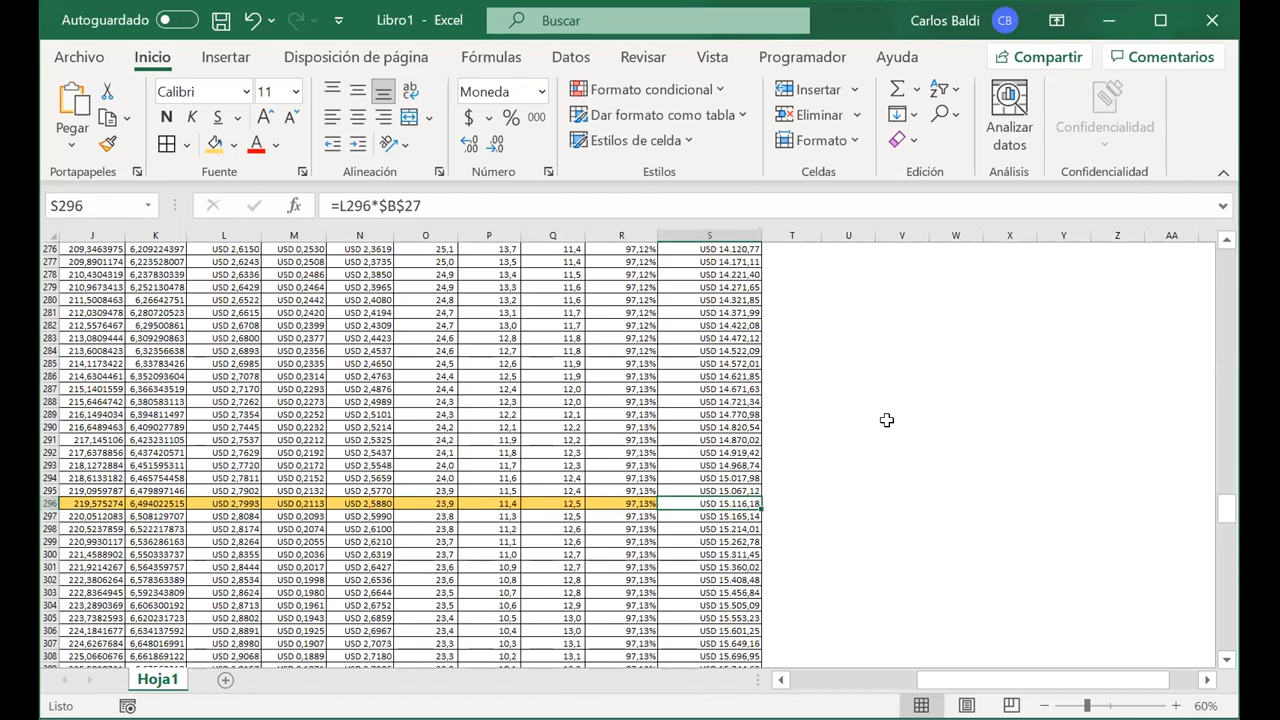 Autoguardado
Libro1 - Excel
Buscar
Carlos Baldi
CB
Archivo Inicio Insertar Disposición de página Fórmulas Datos Revisar Vista Programador Ayuda Compartir Comentarios
Calibri 11 Moneda Formato condicional Insertar
Pegar N K S $ % 000 Dar formato como tabla Eliminar Analizar datos Confidencialidad
Estilos de celda Formato
Portapapeles Fuente Alineación Número Estilos Celdas Edición Análisis Confidencialidad
S296 fx =L296*$B$27
J K L M N O P Q R S T U V W X Y Z AA
276 209,3463975 6,209224397 USD 2,6150 USD 0,2530 USD 2,3619 25,1 13,7 11,4 97,12% USD 14.120,77
277 209,8901174 6,223528007 USD 2,6243 USD 0,2508 USD 2,3735 25,0 13,5 11,4 97,12% USD 14.171,11
278 210,4304319 6,237830339 USD 2,6336 USD 0,2486 USD 2,3850 24,9 13,4 11,5 97,12% USD 14.221,40
279 210,9673413 6,252130478 USD 2,6429 USD 0,2464 USD 2,3965 24,9 13,3 11,6 97,12% USD 14.271,65
280 211,5008463 6,26642751 USD 2,6522 USD 0,2442 USD 2,4080 24,8 13,2 11,6 97,12% USD 14.321,85
281 212,0309478 6,280720523 USD 2,6615 USD 0,2420 USD 2,4194 24,7 13,1 11,7 97,12% USD 14.371,99
282 212,5576467 6,29500861 USD 2,6708 USD 0,2399 USD 2,4309 24,6 13,0 11,7 97,12% USD 14.422,08
283 213,0809444 6,309290863 USD 2,6800 USD 0,2377 USD 2,4423 24,6 12,8 11,8 97,12% USD 14.472,12
284 213,6008423 6,32356638 USD 2,6893 USD 0,2356 USD 2,4537 24,6 12,7 11,8 97,12% USD 14.522,09
285 214,1173422 6,33783426 USD 2,6985 USD 0,2335 USD 2,4650 24,5 12,6 11,9 97,13% USD 14.572,01
286 214,6304461 6,352093604 USD 2,7078 USD 0,2314 USD 2,4763 24,4 12,5 11,9 97,13% USD 14.621,85
287 215,1401559 6,366343519 USD 2,7170 USD 0,2293 USD 2,4876 24,4 12,4 12,0 97,13% USD 14.671,63
288 215,6464742 6,380583113 USD 2,7262 USD 0,2273 USD 2,4989 24,3 12,3 12,0 97,13% USD 14.721,34
289 216,1494034 6,394811497 USD 2,7354 USD 0,2252 USD 2,5101 24,3 12,2 12,1 97,13% USD 14.770,98
290 216,6489463 6,409027789 USD 2,7445 USD 0,2232 USD 2,5214 24,2 12,1 12,2 97,13% USD 14.820,54
291 217,145106 6,423231105 USD 2,7537 USD 0,2212 USD 2,5325 24,1 11,9 12,2 97,13% USD 14.870,02
292 217,6378856 6,437420571 USD 2,7629 USD 0,2192 USD 2,5437 24,1 11,8 12,3 97,13% USD 14.919,42
293 218,1272884 6,451595311 USD 2,7720 USD 0,2172 USD 2,5548 24,0 11,7 12,3 97,13% USD 14.968,74
294 218,6133182 6,465754458 USD 2,7811 USD 0,2152 USD 2,5659 24,0 11,6 12,4 97,13% USD 15.017,98
295 219,0959787 6,479897146 USD 2,7902 USD 0,2132 USD 2,5770 23,9 11,5 12,4 97,13% USD 15.067,12
296 219,575274 6,494022515 USD 2,7993 USD 0,2113 USD 2,5880 23,9 11,4 12,5 97,13% USD 15.116,18
297 220,0512083 6,508129707 USD 2,8084 USD 0,2093 USD 2,5990 23,8 11,3 12,5 97,13% USD 15.165,14
298 220,5237859 6,522217873 USD 2,8174 USD 0,2074 USD 2,6100 23,8 11,2 12,6 97,13% USD 15.214,01
299 220,9930117 6,536286163 USD 2,8264 USD 0,2055 USD 2,6210 23,7 11,1 12,6 97,13% USD 15.262,78
300 221,4588902 6,550333737 USD 2,8355 USD 0,2036 USD 2,6319 23,7 11,0 12,7 97,13% USD 15.311,45
301 221,9214267 6,564359757 USD 2,8444 USD 0,2017 USD 2,6427 23,6 10,9 12,7 97,13% USD 15.360,02
302 222,3806264 6,578363389 USD 2,8534 USD 0,1998 USD 2,6536 23,6 10,8 12,8 97,13% USD 15.408,48
303 222,8364945 6,592343809 USD 2,8624 USD 0,1980 USD 2,6644 23,5 10,7 12,8 97,13% USD 15.456,84
304 223,2890369 6,606300192 USD 2,8713 USD 0,1961 USD 2,6752 23,5 10,6 12,9 97,13% USD 15.505,09
305 223,7382593 6,620231723 USD 2,8802 USD 0,1943 USD 2,6859 23,4 10,5 12,9 97,13% USD 15.553,23
306 224,1841677 6,634137592 USD 2,8891 USD 0,1925 USD 2,6967 23,4 10,4 13,0 97,13% USD 15.601,25
307 224,6267684 6,648016991 USD 2,8980 USD 0,1907 USD 2,7073 23,3 10,3 13,0 97,13% USD 15.649,16
308 225,0660676 6,661869122 USD 2,9068 USD 0,1889 USD 2,7180 23,3 10,2 13,1 97,13% USD 15.696,95
Hoja1
Listo
60%